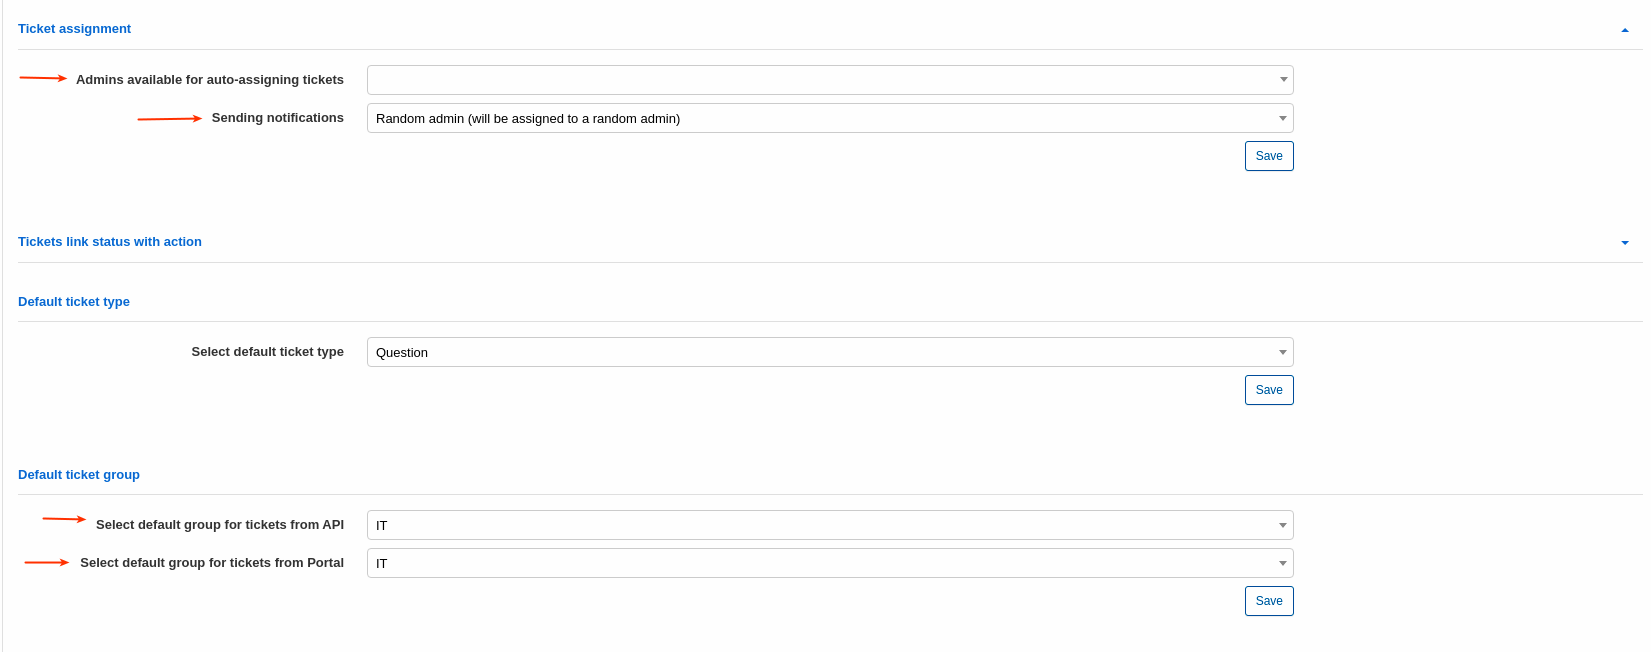 Ticket assignment
Admins available for auto-assigning tickets
Sending notifications Random admin (will be assigned to a random admin)
Save
Tickets link status with action
Default ticket type
Select default ticket type Question
Save
Default ticket group
Select default group for tickets from API IT
Select default group for tickets from Portal IT
Save